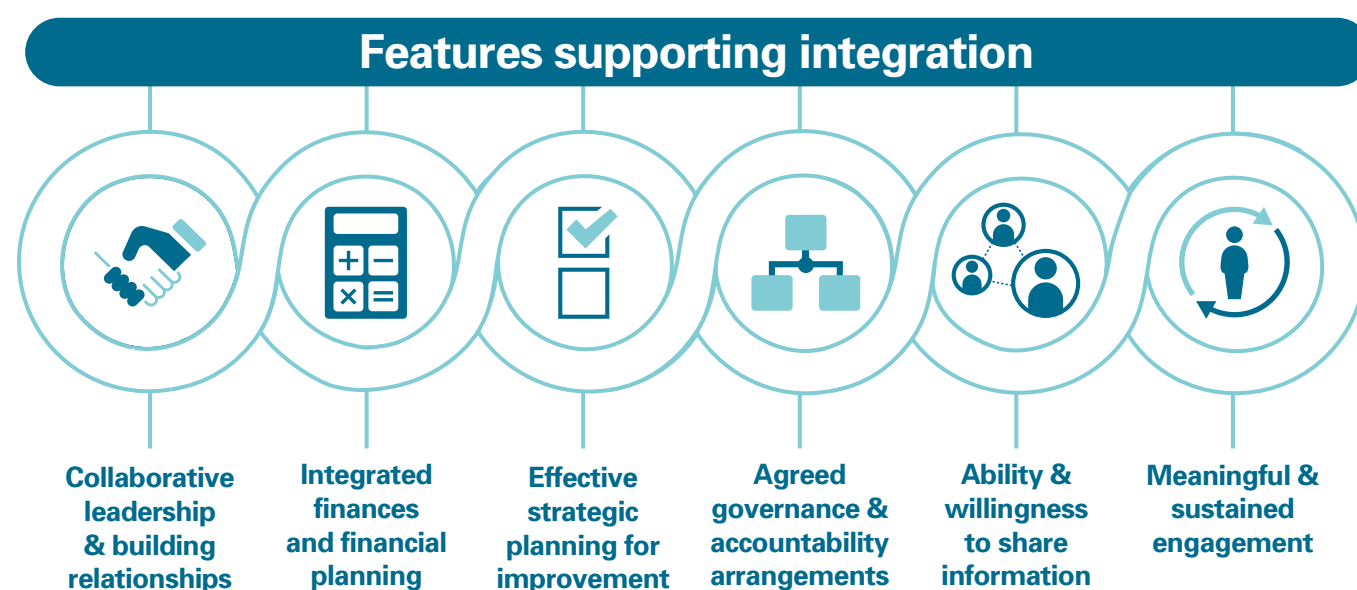 Features supporting integration
Collaborative
leadership
& building
relationships
Integrated
finances
and financial
planning
Effective
strategic
planning for
improvement
Agreed
governance &
accountability
arrangements
Ability &
willingness
to share
information
Meaningful &
sustained
engagement